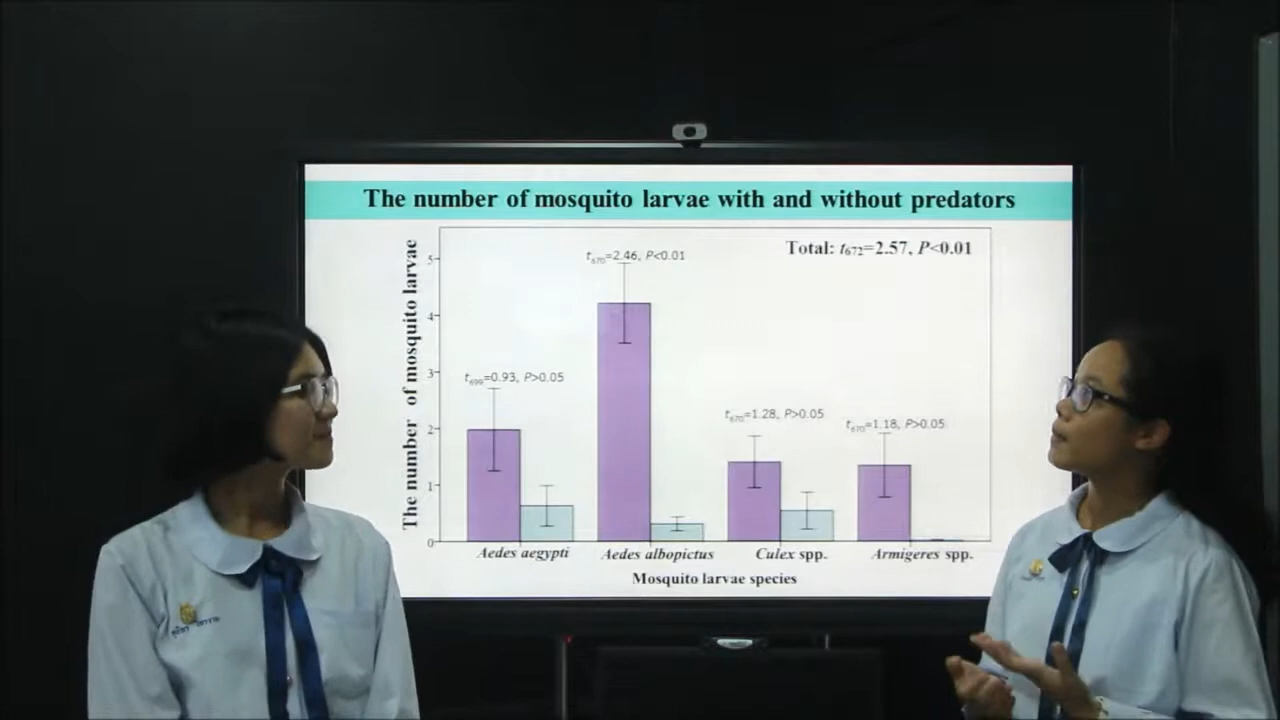 The number of mosquito larvae with and without predators
Total: t672=2.57, P<0.01
t670=2.46, P<0.01
t699=0.93, P>0.05
t670=1.28, P>0.05
t670=1.18, P>0.05
The number of mosquito larvae
5
4
3
2
1
0
Aedes aegypti
Aedes albopictus
Culex spp.
Armigeres spp.
Mosquito larvae species